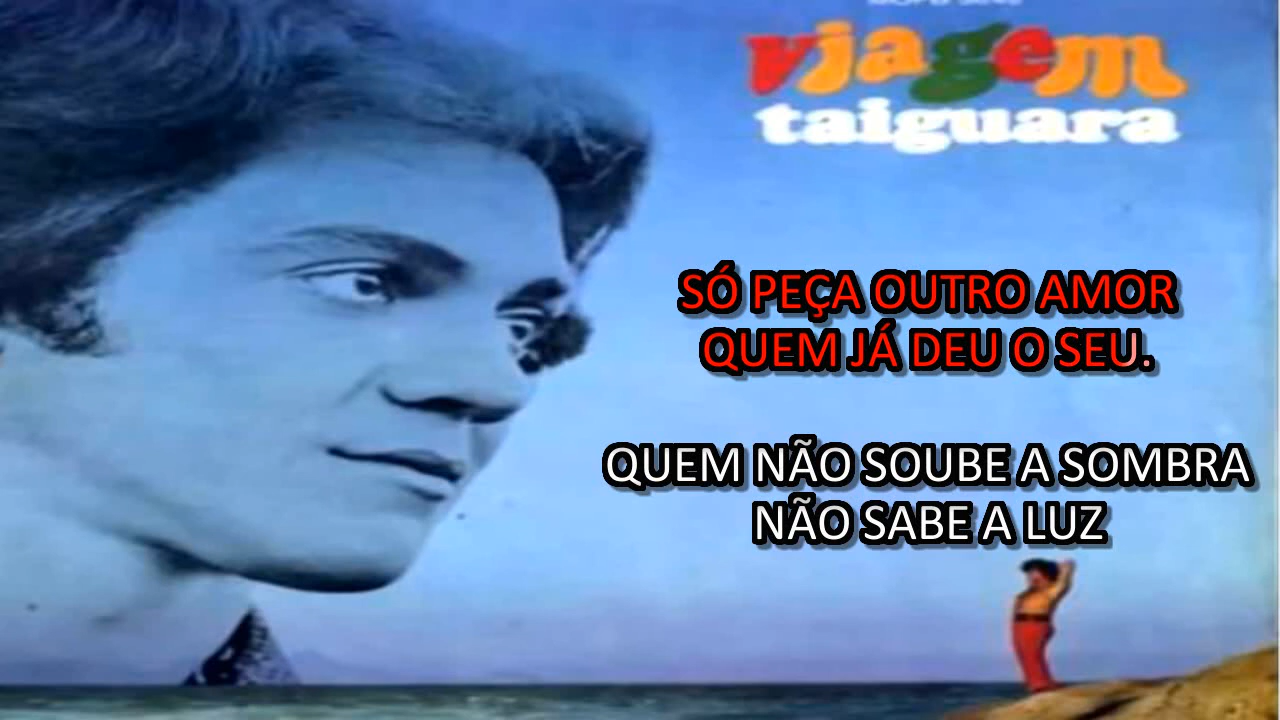 viagem
taiguara
SÓ PEÇA OUTRO AMOR
QUEM JÁ DEU O SEU.
QUEM NÃO SOUBE A SOMBRA
NÃO SABE A LUZ